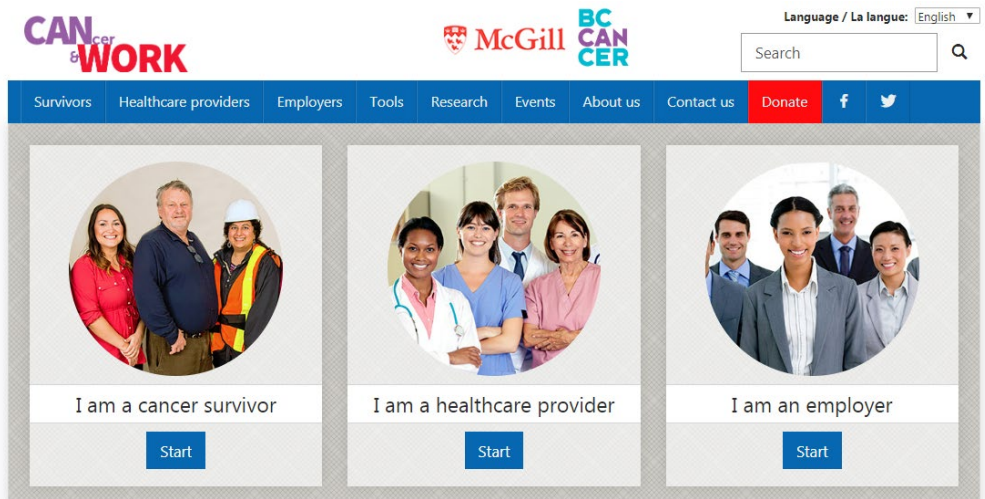 CANcer
&WORK
McGill
BC
CAN
CER
Language / La langue: English ▼
Search
Survivors Healthcare providers Employers Tools Research Events About us Contact us Donate f
I am a cancer survivor
I am a healthcare provider
I am an employer
Start
Start
Start